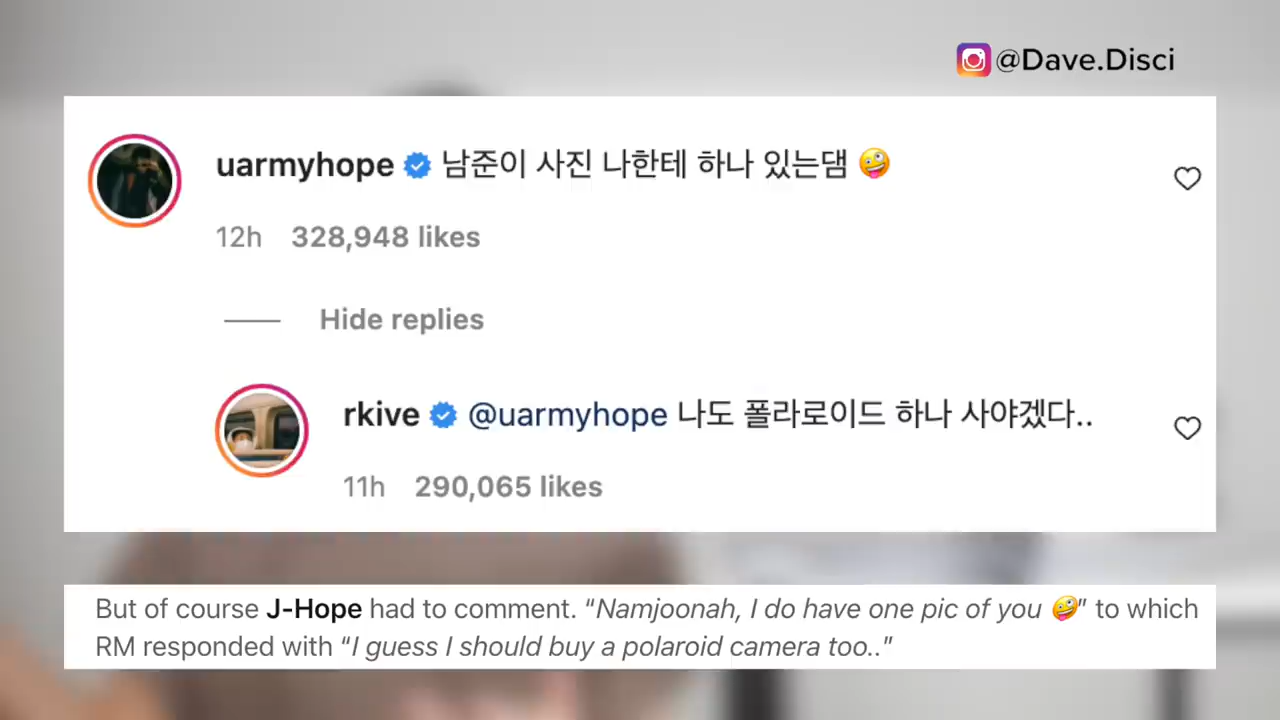 @Dave.Disci
uarmyhope 남준이 사진 나한테 하나 있는댐 🤪
12h 328,948 likes
Hide replies
rkive @uarmyhope 나도 폴라로이드 하나 사야겠다..
11h 290,065 likes
But of course J-Hope had to comment. “Namjoonah, I do have one pic of you 🤪” to which
RM responded with “I guess I should buy a polaroid camera too..”